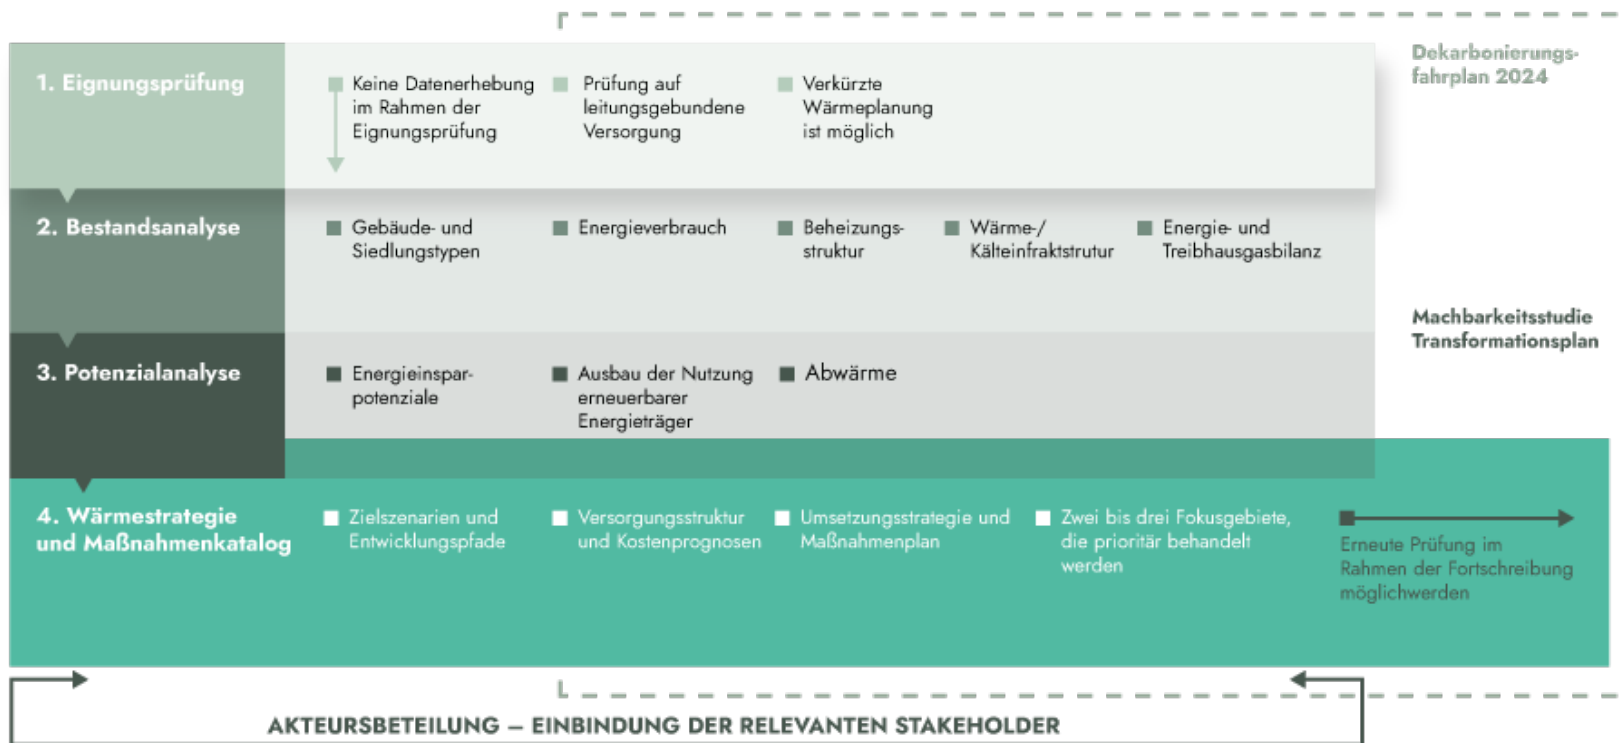 Dekarbonierungs-
fahrplan 2024
1. Eignungsprüfung
Keine Datenerhebung
im Rahmen der
Eignungsprüfung
Prüfung auf
leitungsgebundene
Versorgung
Verkürzte
Wärmeplanung
ist möglich
2. Bestandsanalyse
Gebäude- und
Siedlungstypen
Energieverbrauch
Beheizungs-
struktur
Wärme-/
Kälteinfraktstrutur
Energie- und
Treibhausgasbilanz
Machbarkeitsstudie
Transformationsplan
3. Potenzialanalyse
Energieeinspar-
potenziale
Ausbau der Nutzung
erneuerbarer
Energieträger
Abwärme
4. Wärmestrategie
und Maßnahmenkatalog
Zielszenarien und
Entwicklungspfade
Versorgungsstruktur
und Kostenprognosen
Umsetzungsstrategie und
Maßnahmenplan
Zwei bis drei Fokusgebiete,
die prioritär behandelt
werden
Erneute Prüfung im
Rahmen der Fortschreibung
möglichwerden
AKTEURSBETEILUNG – EINBINDUNG DER RELEVANTEN STAKEHOLDER